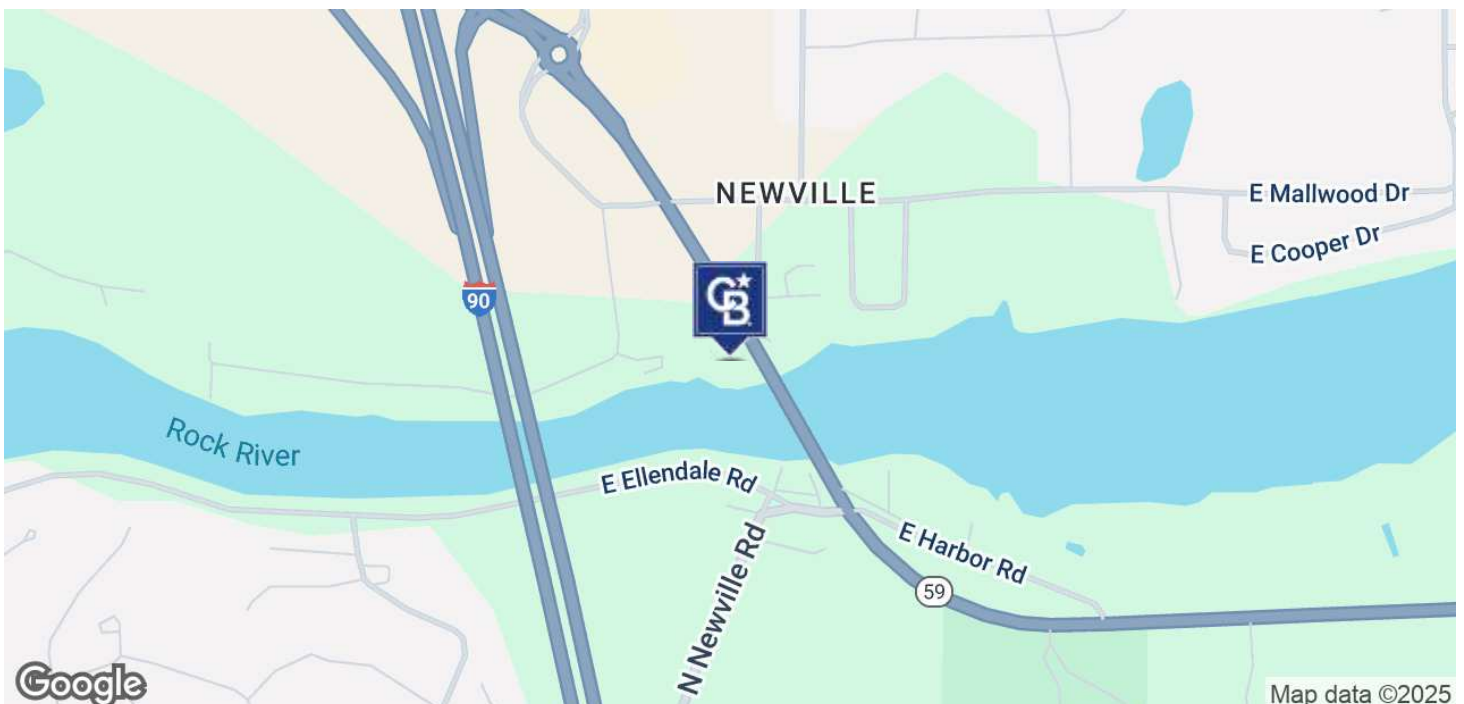 NEWVILLE
E Mallwood Dr
E Cooper Dr
CB
90
Rock River
E Ellendale Rd
E Harbor Rd
N Newville Rd
59
Google
Map data ©2025